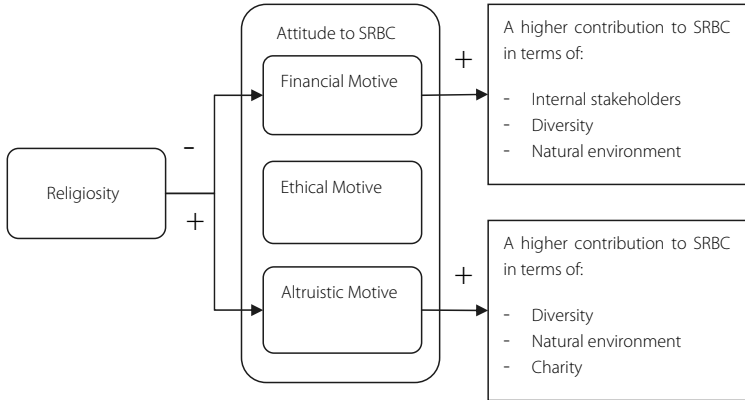 Attitude to SRBC
Financial Motive
Ethical Motive
Altruistic Motive
Religiosity
-
+
+
A higher contribution to SRBC
in terms of:
- Internal stakeholders
- Diversity
- Natural environment
+
A higher contribution to SRBC
in terms of:
- Diversity
- Natural environment
- Charity